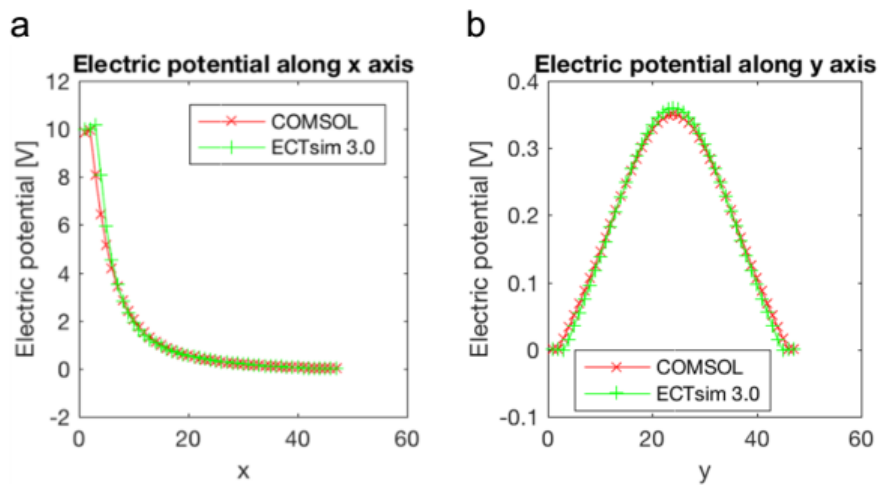 a
Electric potential along x axis
12
10
8
6
4
2
0
-2
Electric potential [V]
COMSOL
ECTsim 3.0
0
20
40
60
x
b
Electric potential along y axis
0.4
0.3
0.2
0.1
0
-0.1
Electric potential [V]
COMSOL
ECTsim 3.0
0
20
40
60
y